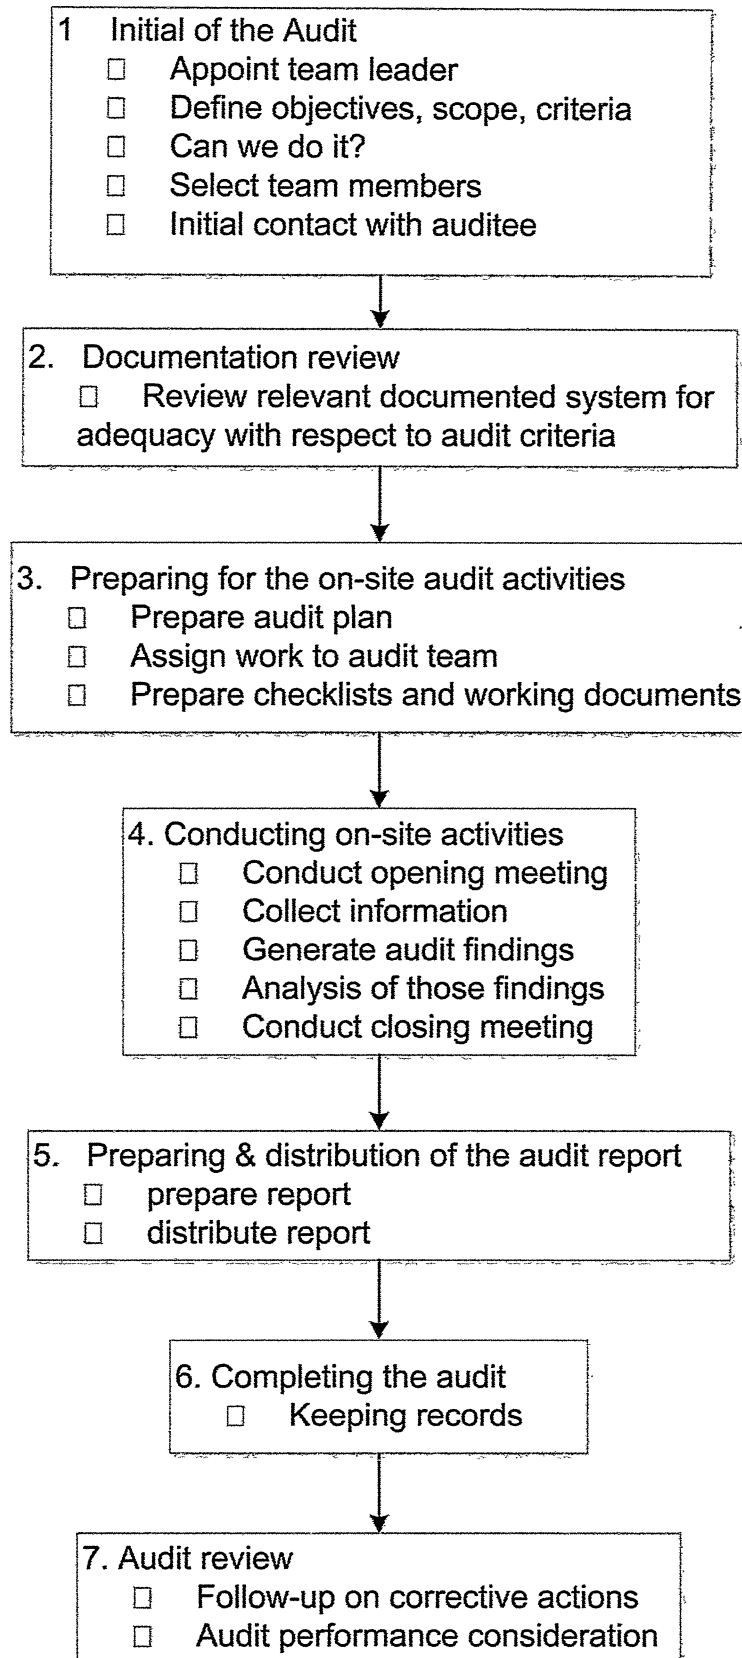 1 Initial of the Audit
☐ Appoint team leader
☐ Define objectives, scope, criteria
☐ Can we do it?
☐ Select team members
☐ Initial contact with auditee
2. Documentation review
☐ Review relevant documented system for
adequacy with respect to audit criteria
3. Preparing for the on-site audit activities
☐ Prepare audit plan
☐ Assign work to audit team
☐ Prepare checklists and working documents
4. Conducting on-site activities
☐ Conduct opening meeting
☐ Collect information
☐ Generate audit findings
☐ Analysis of those findings
☐ Conduct closing meeting
5. Preparing & distribution of the audit report
☐ prepare report
☐ distribute report
6. Completing the audit
☐ Keeping records
7. Audit review
☐ Follow-up on corrective actions
☐ Audit performance consideration